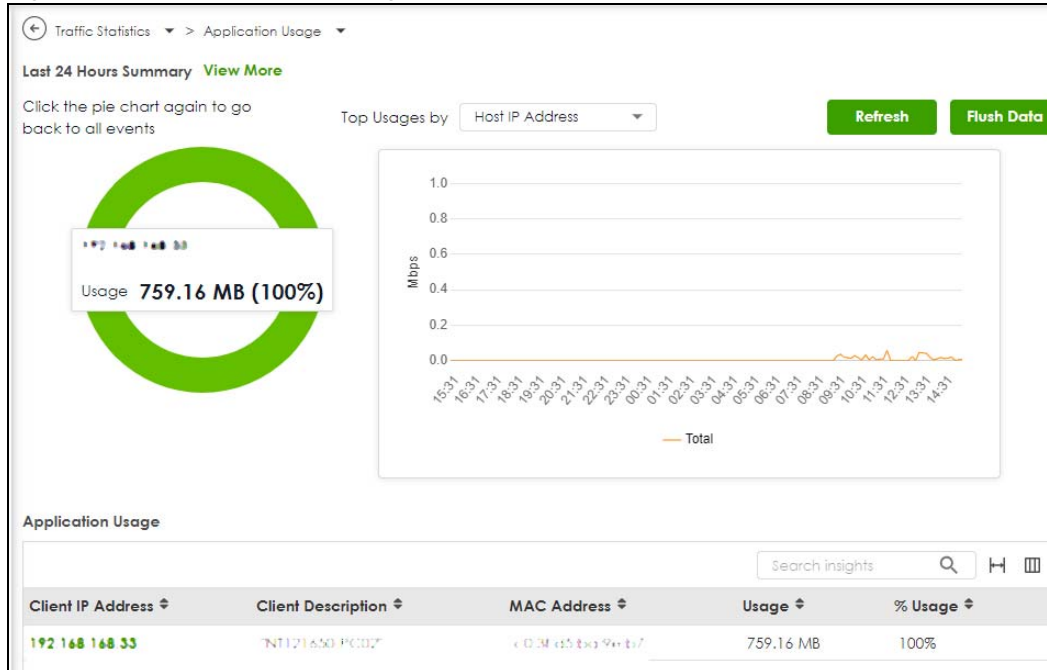 Traffic Statistics > Application Usage
Last 24 Hours Summary View More
Click the pie chart again to go
back to all events
Top Usages by Host IP Address
Refresh
Flush Data
Usage 759.16 MB (100%)
1.0
0.8
0.6
0.4
0.2
0.0
Mbps
15:31 16:31 17:31 18:31 19:31 20:31 21:31 22:31 23:31 00:31 01:31 02:31 03:31 04:31 05:31 06:31 07:31 08:31 09:31 10:31 11:31 12:31 13:31 14:31
Total
Application Usage
Search insights
Client IP Address Client Description MAC Address Usage % Usage
192 168 168 33 759.16 MB 100%